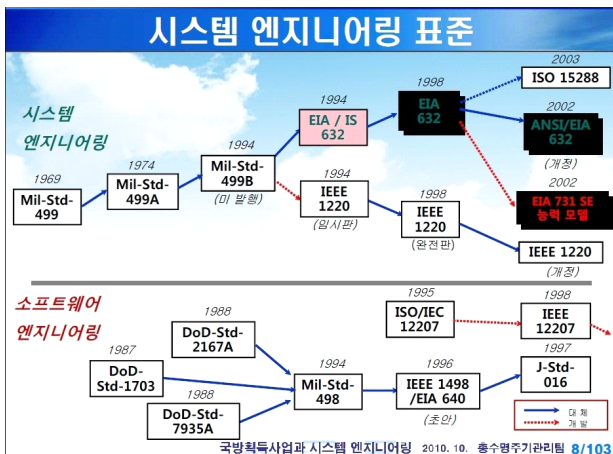 시스템 엔지니어링 표준
시스템
엔지니어링
1969
Mil-Std-
499
1974
Mil-Std-
499A
1994
Mil-Std-
499B
(미 발행)
1994
EIA / IS
632
1998
EIA
632
2003
ISO 15288
2002
ANSI/EIA
632
(개정)
2002
EIA 731 SE
능력 모델
1994
IEEE
1220
(임시판)
1998
IEEE
1220
(완전판)
IEEE 1220
(개정)
소프트웨어
엔지니어링
1987
DoD-
Std-1703
1988
DoD-Std-
2167A
1988
DoD-Std-
7935A
1994
Mil-Std-
498
1995
ISO/IEC
12207
1998
IEEE
12207
1996
IEEE 1498
/EIA 640
(초안)
1997
J-Std-
016
대 체
개 발
국방획득사업과 시스템 엔지니어링 2010. 10. 총수명주기관리팀 8/103